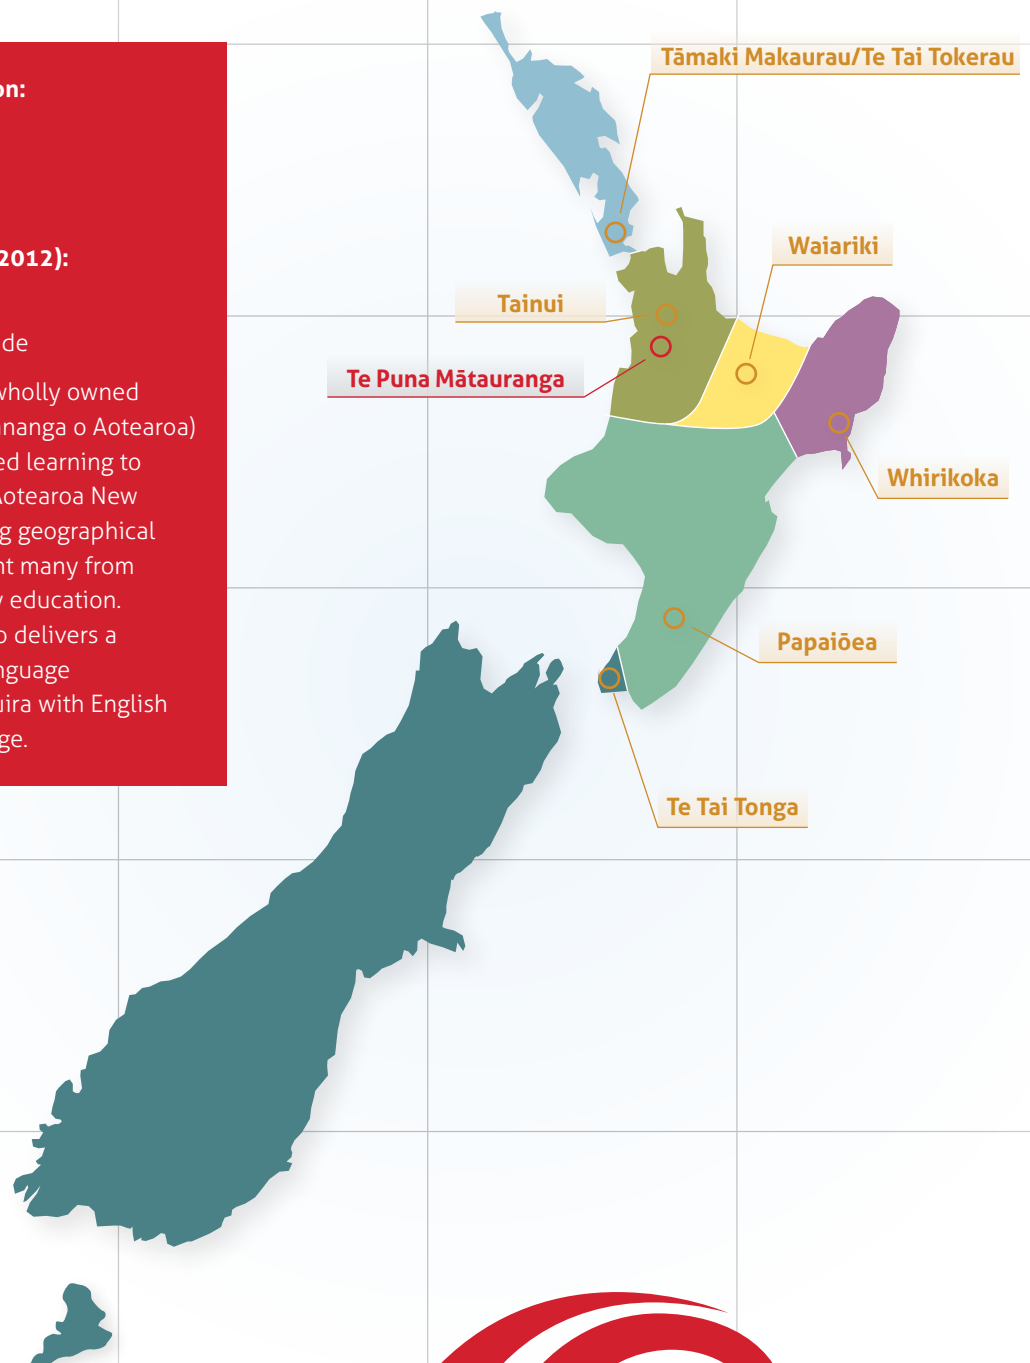 on:
2012):
de
wholly owned
ananga o Aotearoa)
ed learning to
Aotearoa New
g geographical
nt many from
y education.
o delivers a
nguage
uira with English
ge.
Tāmaki Makaurau/Te Tai Tokerau
Waiariki
Tainui
Te Puna Mātauranga
Whirikoka
Papaiōea
Te Tai Tonga